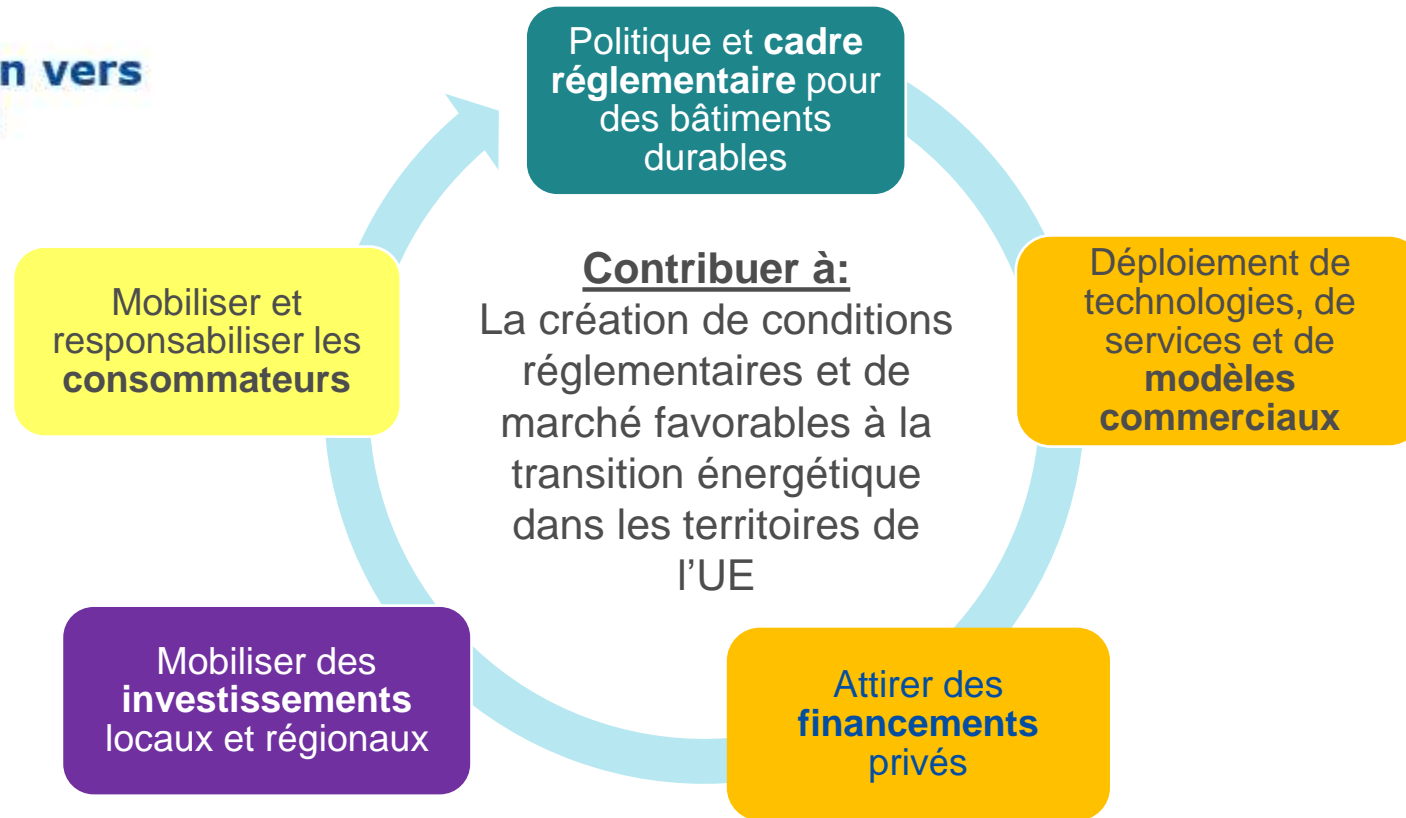 n vers
Politique et cadre
réglementaire pour
des bâtiments
durables
Déploiement de
technologies, de
services et de
modèles
commerciaux
Attirer des
financements
privés
Mobiliser des
investissements
locaux et régionaux
Mobiliser et
responsabiliser les
consommateurs
Contribuer à:
La création de conditions
réglementaires et de
marché favorables à la
transition énergétique
dans les territoires de
l’UE